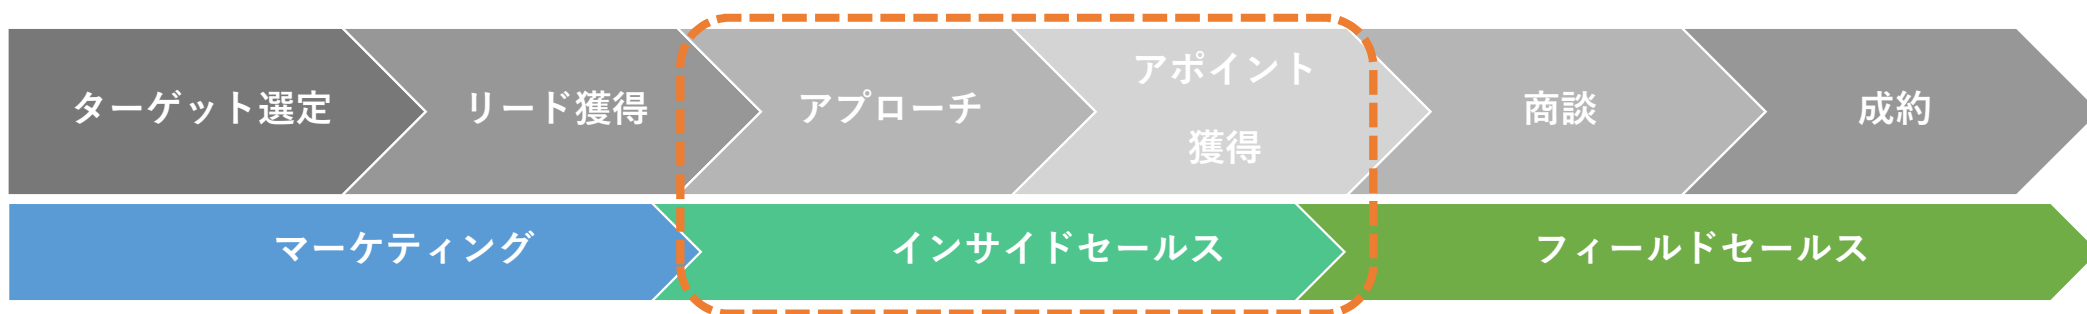 ターゲット選定
リード獲得
アプローチ
アポイント
獲得
商談
成約
マーケティング
インサイドセールス
フィールドセールス